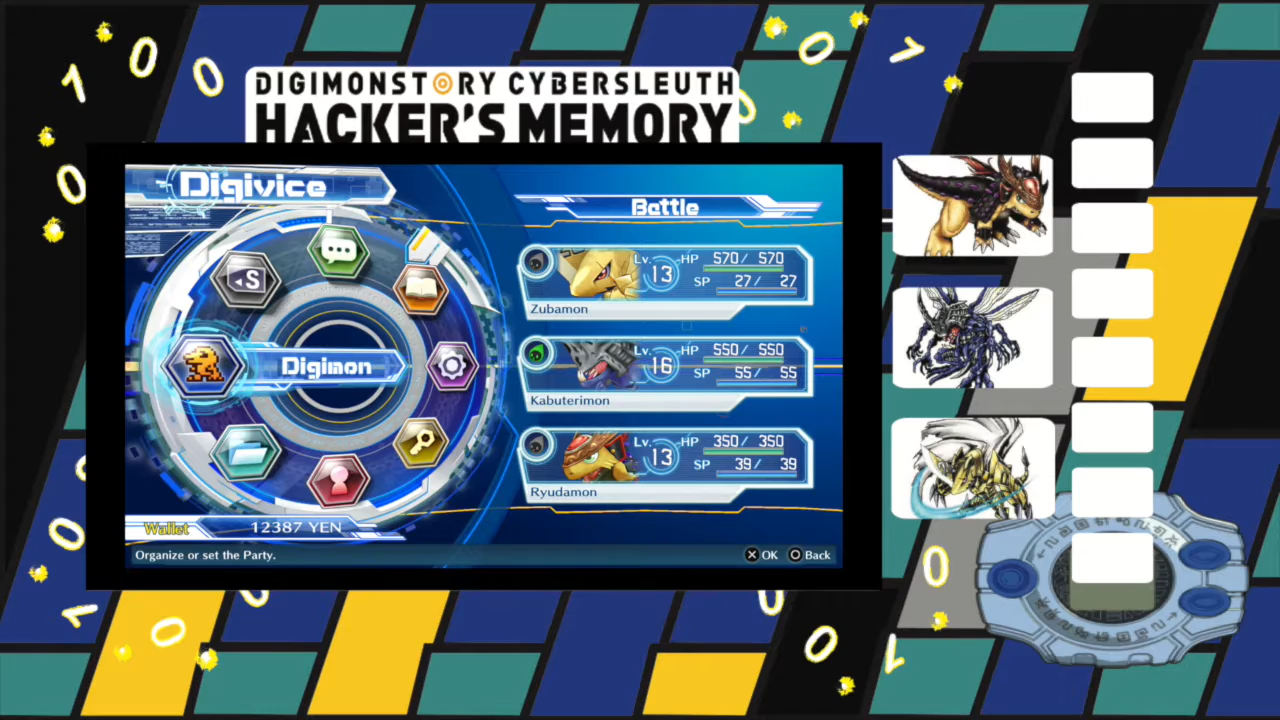 DIGIMONSTORY CYBERSLEUTH
HACKER'S MEMORY
Digivice
S
Digimon
Wallet 12387 YEN
Organize or set the Party.
Battle
Lv. 13 HP 570/ 570
SP 27/ 27
Zubamon
Lv. 16 HP 550/ 550
SP 55/ 55
Kabuterimon
Lv. 13 HP 350/ 350
SP 39/ 39
Ryudamon
OK Back